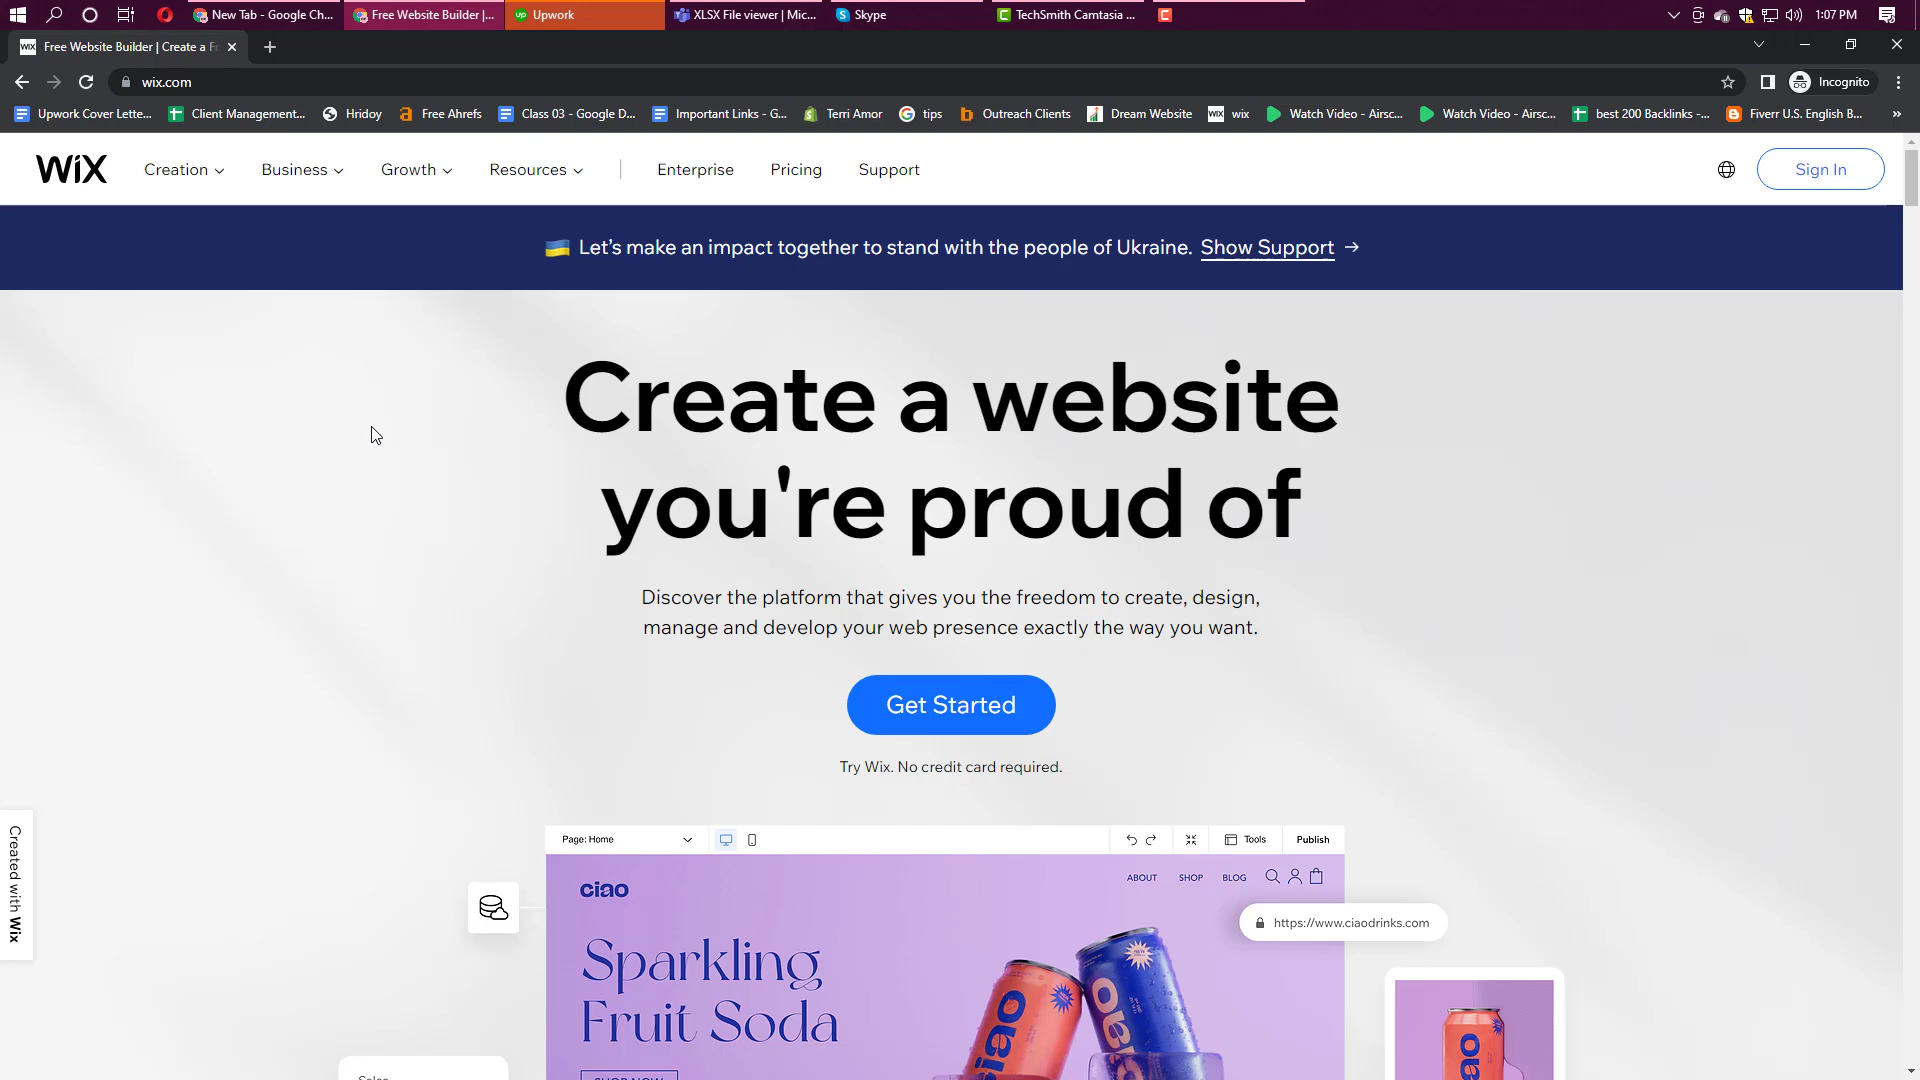 New Tab - Google Ch...
Free Website Builder |...
Upwork
XLSX File viewer | Mic...
Skype
TechSmith Camtasia ...
1:07 PM
Free Website Builder | Create a Fr
wix.com
Incognito
Upwork Cover Lette...
Client Management...
Hridoy
Free Ahrefs
Class 03 - Google D...
Important Links - G...
Terri Amor
tips
Outreach Clients
Dream Website
wix
Watch Video - Airsc...
Watch Video - Airsc...
best 200 Backlinks -...
Fiverr U.S. English B...
WiX
Creation
Business
Growth
Resources
Enterprise
Pricing
Support
Sign In
Let's make an impact together to stand with the people of Ukraine. Show Support →
Create a website
you're proud of
Discover the platform that gives you the freedom to create, design,
manage and develop your web presence exactly the way you want.
Get Started
Try Wix. No credit card required.
Created with Wix
Page: Home
Tools
Publish
ciao
ABOUT
SHOP
BLOG
https://www.ciaodrinks.com
Sparkling
Fruit Soda
SHOP NOW
ciao
ciao
ciao
Sales